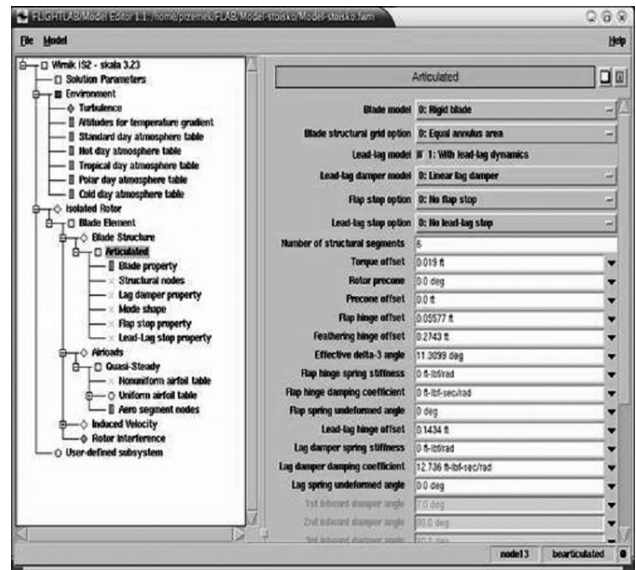 FLIGHTLAB/Model Editor 1.1: /home/przemek/FLAB/Model-stoisko/Model-stoisko.fwm
File Model Help
Wirnik IS2 - skala 3.23
Solution Parameters
Environment
Turbulence
Altitudes for temperature gradient
Standard day atmosphere table
Hot day atmosphere table
Tropical day atmosphere table
Polar day atmosphere table
Cold day atmosphere table
Isolated Rotor
Blade Element
Blade Structure
Articulated
Blade property
Structural nodes
Lag damper property
Mode shape
Flap stop property
Lead-Lag stop property
Airloads
Quasi-Steady
Nonuniform airfoil table
Uniform airfoil table
Aero segment nodes
Induced Velocity
Rotor Interference
User-defined subsystem
Articulated
Blade model 0: Rigid blade
Blade structural grid option 0: Equal annulus area
Lead-lag model 1: With lead-lag dynamics
Lead-lag damper model 0: Linear lag damper
Flap stop option 0: No flap stop
Lead-lag stop option 0: No lead-lag stop
Number of structural segments 5
Torque offset 0.019 ft
Rotor precone 0.0 deg
Precone offset 0.0 ft
Flap hinge offset 0.05577 ft
Feathering hinge offset 0.2743 ft
Effective delta-3 angle 11.3099 deg
Flap hinge spring stiffness 0 ft-lbf/rad
Flap hinge damping coefficient 0 ft-lbf-sec/rad
Flap spring undeformed angle 0 deg
Lead-lag hinge offset 0.1434 ft
Lag damper spring stiffness 0 ft-lbf/rad
Lag damper damping coefficient 12.736 ft-lbf-sec/rad
Lag spring undeformed angle 0.0 deg
1st inboard damper angle 7.0 deg
2nd inboard damper angle 90.0 deg
3rd inboard damper angle
node13 bearticulated